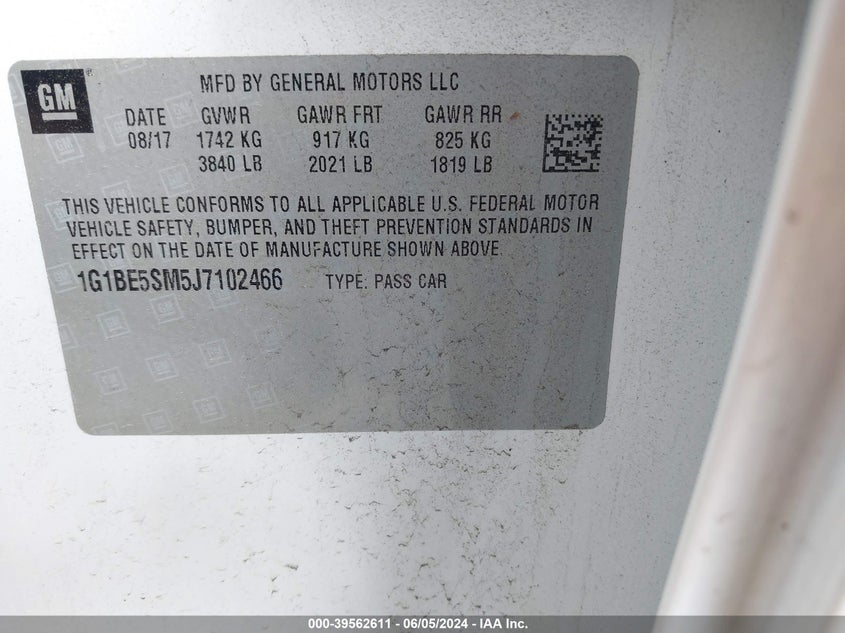 GM
MFD BY GENERAL MOTORS LLC
DATE GVWR GAWR FRT GAWR RR
08/17 1742 KG 917 KG 825 KG
3840 LB 2021 LB 1819 LB
THIS VEHICLE CONFORMS TO ALL APPLICABLE U.S. FEDERAL MOTOR
VEHICLE SAFETY, BUMPER, AND THEFT PREVENTION STANDARDS IN
EFFECT ON THE DATE OF MANUFACTURE SHOWN ABOVE.
1G1BE5SM5J7102466 TYPE: PASS CAR
000-39562611 - 06/05/2024 - IAA Inc.